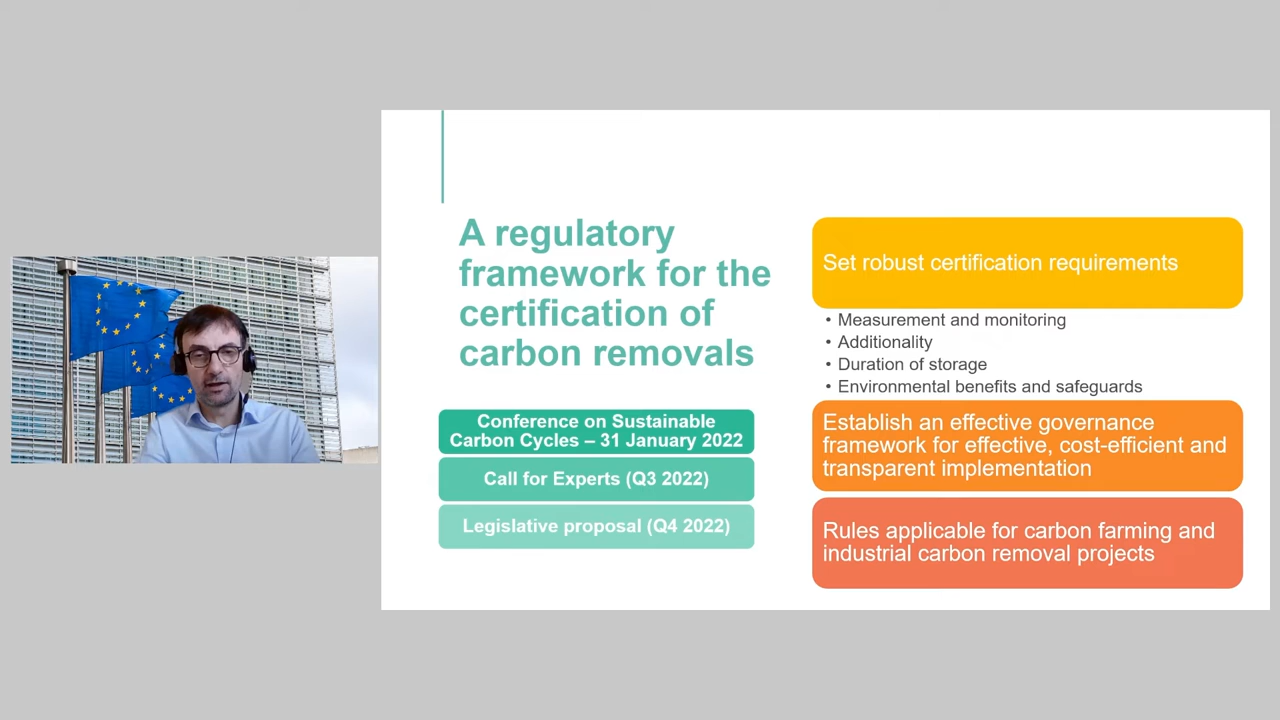 A regulatory
framework for the
certification of
carbon removals
Conference on Sustainable
Carbon Cycles – 31 January 2022
Call for Experts (Q3 2022)
Legislative proposal (Q4 2022)
Set robust certification requirements
• Measurement and monitoring
• Additionality
• Duration of storage
• Environmental benefits and safeguards
Establish an effective governance
framework for effective, cost-efficient and
transparent implementation
Rules applicable for carbon farming and
industrial carbon removal projects